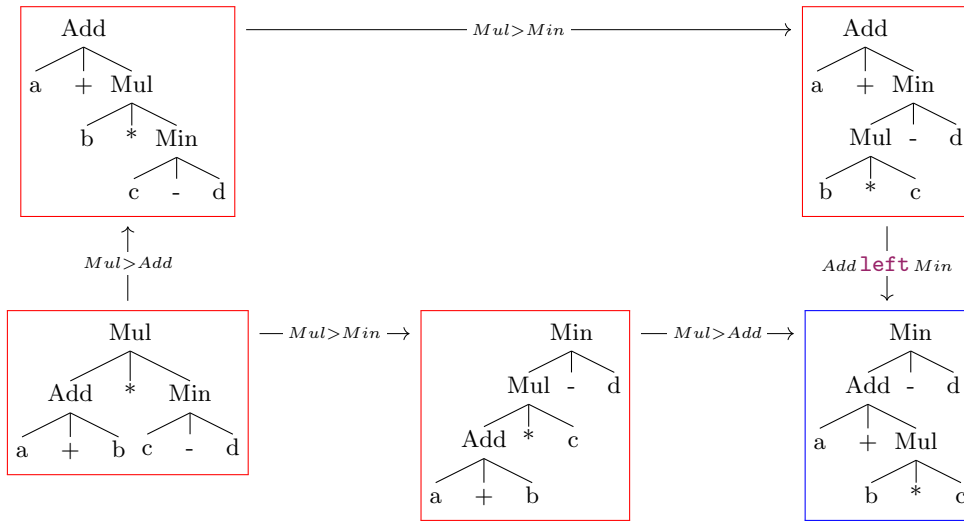 Add
a + Mul
b * Min
c - d
Mul>Min
Add
a + Min
Mul - d
b * c
Mul>Add
Add left Min
Mul
Add * Min
a + b c - d
Mul>Min
Min
Mul - d
Add * c
a + b
Mul>Add
Min
Add - d
a + Mul
b * c